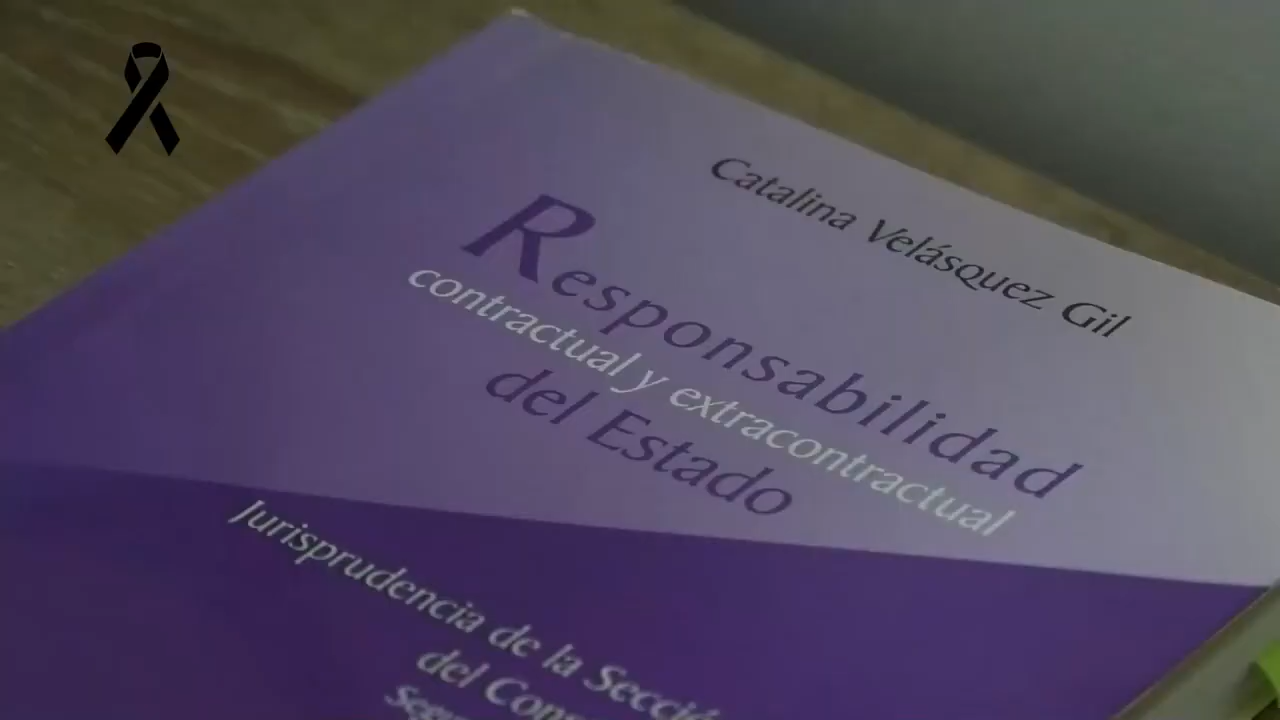 Catalina Velásquez Gil
Responsabilidad
contractual y extracontractual
del Estado
Jurisprudencia de la
del